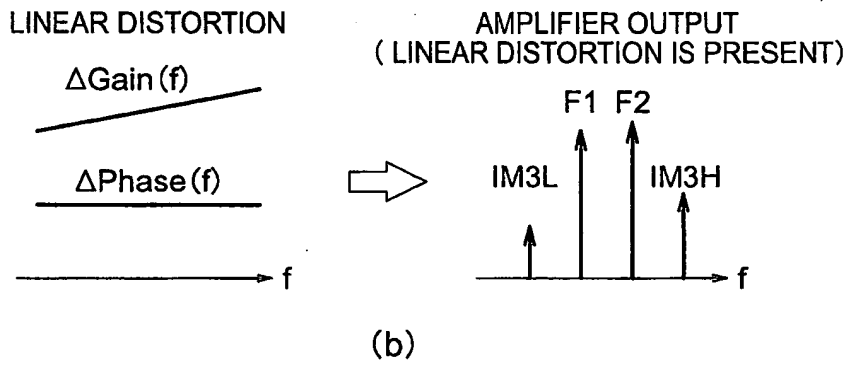 LINEAR DISTORTION
ΔGain(f)
ΔPhase(f)
f
AMPLIFIER OUTPUT
( LINEAR DISTORTION IS PRESENT)
F1 F2
IM3L
IM3H
f
(b)